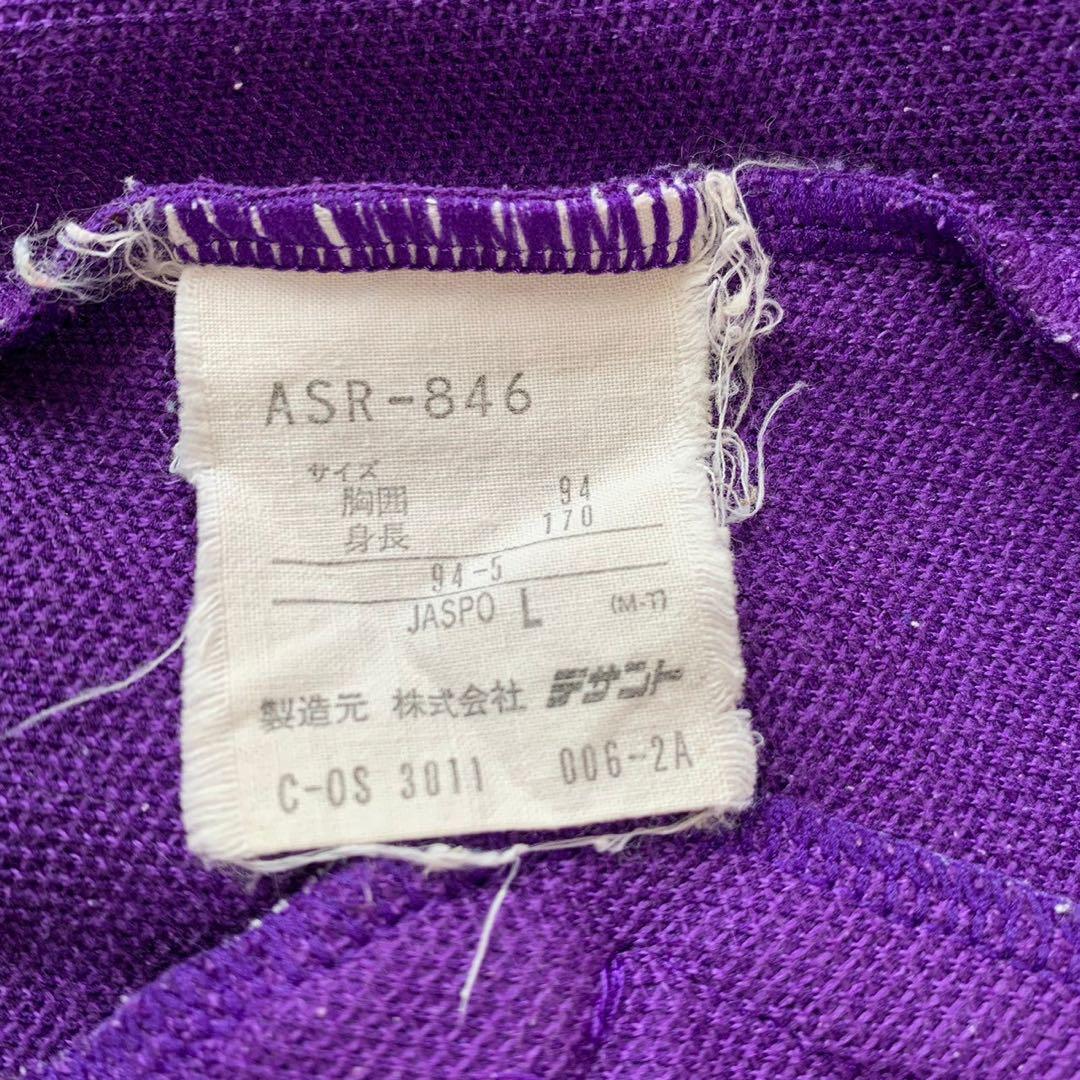 ASR-846
サイズ
胸囲 94
身長 170
94-5
JASPO L (M-T)
製造元 株式会社 デサント
C-OS 3011 006-2A